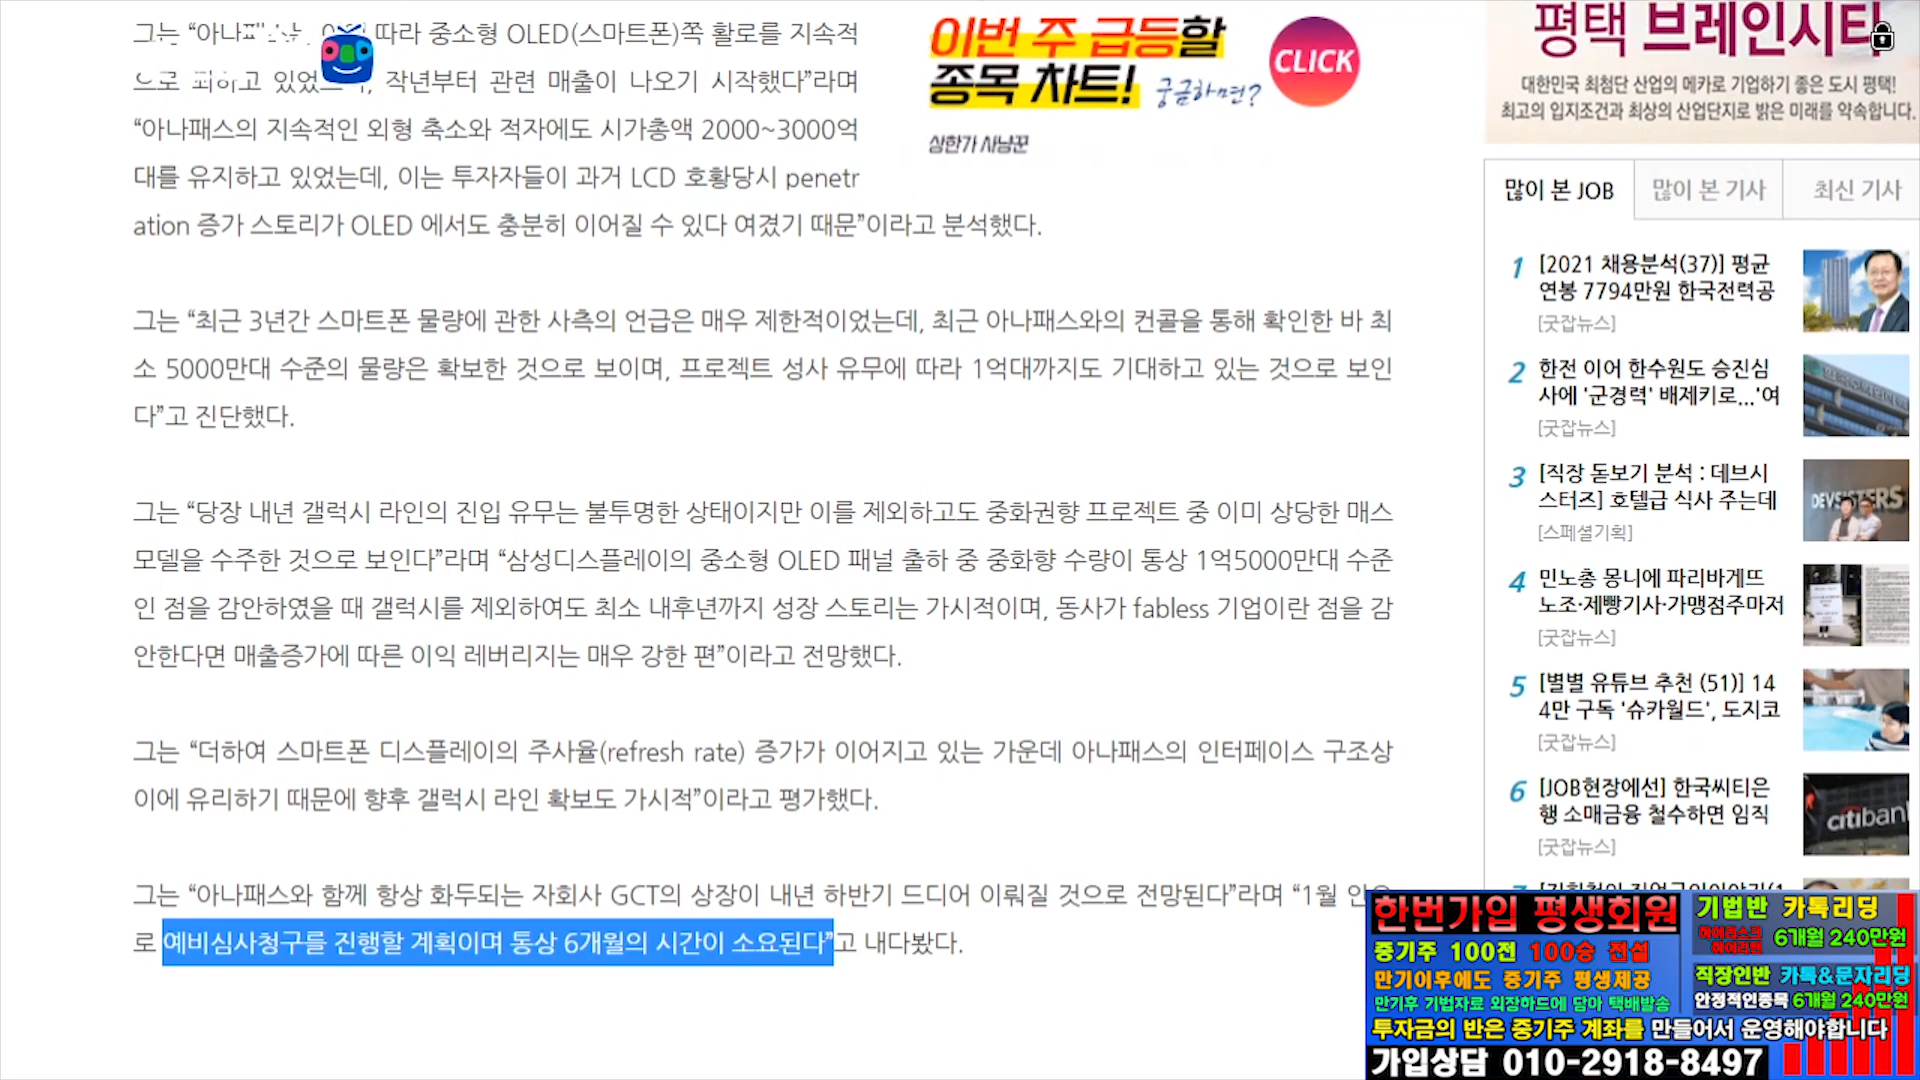 그는 “아나패스는 이에 따라 중소형 OLED(스마트폰)쪽 활로를 지속적
으로 꾀하고 있었으며, 작년부터 관련 매출이 나오기 시작했다”라며
“아나패스의 지속적인 외형 축소와 적자에도 시가총액 2000~3000억
대를 유지하고 있었는데, 이는 투자자들이 과거 LCD 호황당시 penetr
ation 증가 스토리가 OLED 에서도 충분히 이어질 수 있다 여겼기 때문”이라고 분석했다.
그는 “최근 3년간 스마트폰 물량에 관한 사측의 언급은 매우 제한적이었는데, 최근 아나패스와의 컨콜을 통해 확인한 바 최
소 5000만대 수준의 물량은 확보한 것으로 보이며, 프로젝트 성사 유무에 따라 1억대까지도 기대하고 있는 것으로 보인
다”고 진단했다.
그는 “당장 내년 갤럭시 라인의 진입 유무는 불투명한 상태이지만 이를 제외하고도 중화권향 프로젝트 중 이미 상당한 매스
모델을 수주한 것으로 보인다”라며 “삼성디스플레이의 중소형 OLED 패널 출하 중 중화향 수량이 통상 1억5000만대 수준
인 점을 감안하였을 때 갤럭시를 제외하여도 최소 내후년까지 성장 스토리는 가시적이며, 동사가 fabless 기업이란 점을 감
안한다면 매출증가에 따른 이익 레버리지는 매우 강한 편”이라고 전망했다.
그는 “더하여 스마트폰 디스플레이의 주사율(refresh rate) 증가가 이어지고 있는 가운데 아나패스의 인터페이스 구조상
이에 유리하기 때문에 향후 갤럭시 라인 확보도 가시적”이라고 평가했다.
그는 “아나패스와 함께 항상 화두되는 자회사 GCT의 상장이 내년 하반기 드디어 이뤄질 것으로 전망된다”라며 “1월 안으
로 예비심사청구를 진행할 계획이며 통상 6개월의 시간이 소요된다”고 내다봤다.
이번 주 급등할
종목 차트! 궁금하면?
CLICK
상한가 사냥꾼
평택 브레인시티
대한민국 최첨단 산업의 메카로 기업하기 좋은 도시 평택!
최고의 입지조건과 최상의 산업단지로 밝은 미래를 약속합니다.
많이 본 JOB 많이 본 기사 최신 기사
1 [2021 채용분석(37)] 평균
연봉 7794만원 한국전력공
[굿잡뉴스]
2 한전 이어 한수원도 승진심
사에 '군경력' 배제키로...'여
[굿잡뉴스]
3 [직장 돋보기 분석 : 데브시
스터즈] 호텔급 식사 주는데
[스페셜기획]
DEVSISTERS
4 민노총 몽니에 파리바게뜨
노조·제빵기사·가맹점주마저
[굿잡뉴스]
5 [별별 유튜브 추천 (51)] 14
4만 구독 '슈카월드', 도지코
[굿잡뉴스]
6 [JOB현장에선] 한국씨티은
행 소매금융 철수하면 임직
[굿잡뉴스]
citibank
한번가입 평생회원
중기주 100전 100승 전설
만기이후에도 중기주 평생제공
만기후 기법자료 외장하드에 담아 택배발송
기법반 카톡리딩
하이리스크
하이리턴
6개월 240만원
직장인반 카톡&문자리딩
안정적인종목 6개월 240만원
투자금의 반은 중기주 계좌를 만들어서 운영해야합니다
가입상담 010-2918-8497